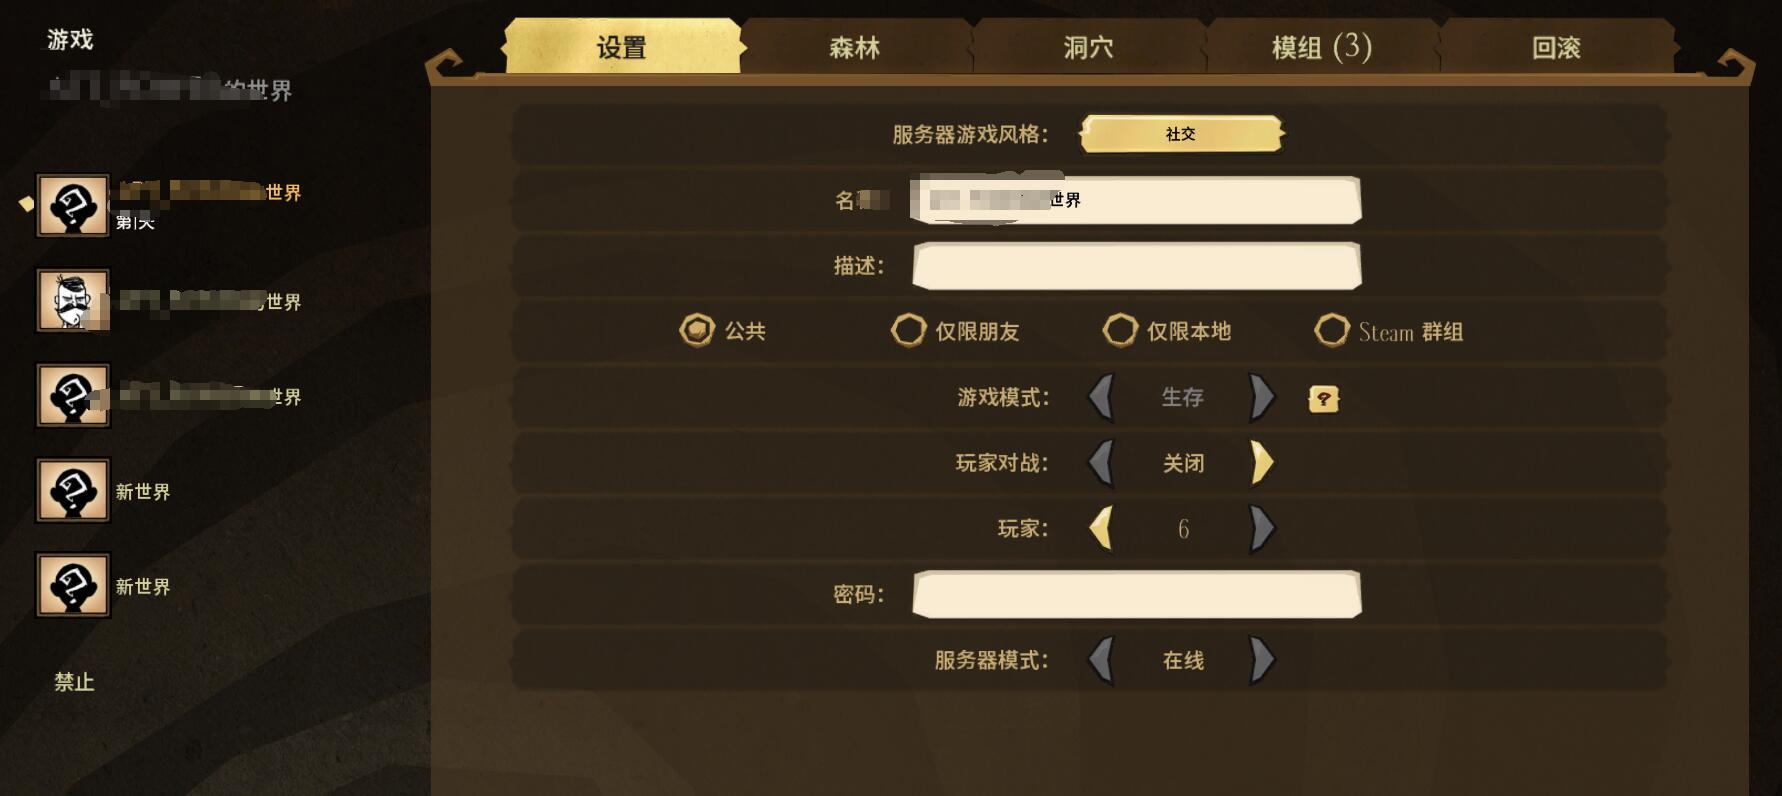 游戏
的世界
世界
世界
世界
新世界
新世界
禁止
设置 森林 洞穴 模组 (3) 回滚
服务器游戏风格： 社交
名 世界
描述：
公共 仅限朋友 仅限本地 Steam 群组
游戏模式： 生存 ?
玩家对战： 关闭
玩家： 6
密码：
服务器模式： 在线